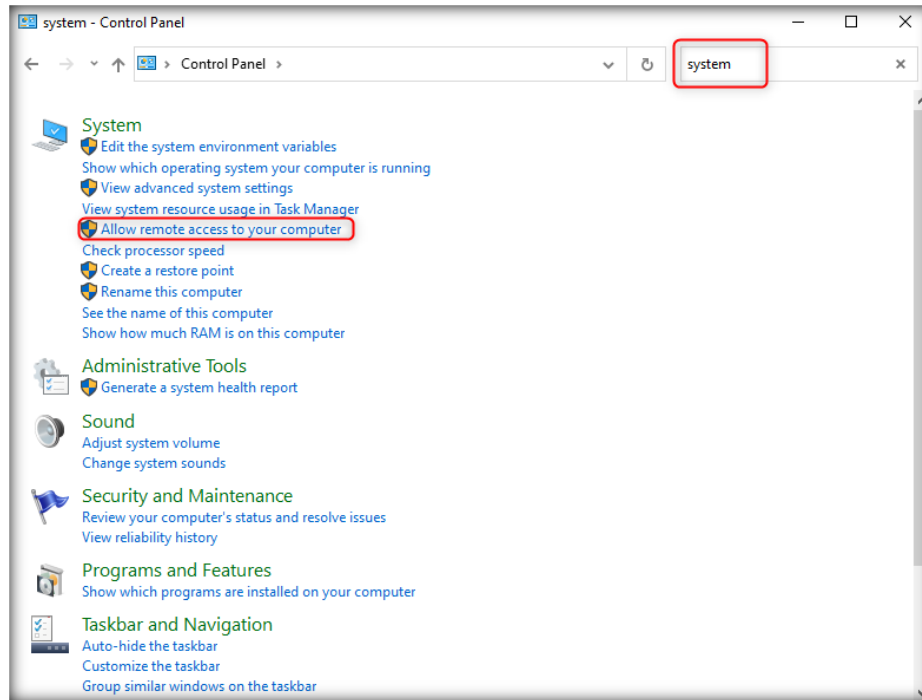 system - Control Panel
Control Panel
system
System
Edit the system environment variables
Show which operating system your computer is running
View advanced system settings
View system resource usage in Task Manager
Allow remote access to your computer
Check processor speed
Create a restore point
Rename this computer
See the name of this computer
Show how much RAM is on this computer
Administrative Tools
Generate a system health report
Sound
Adjust system volume
Change system sounds
Security and Maintenance
Review your computer's status and resolve issues
View reliability history
Programs and Features
Show which programs are installed on your computer
Taskbar and Navigation
Auto-hide the taskbar
Customize the taskbar
Group similar windows on the taskbar